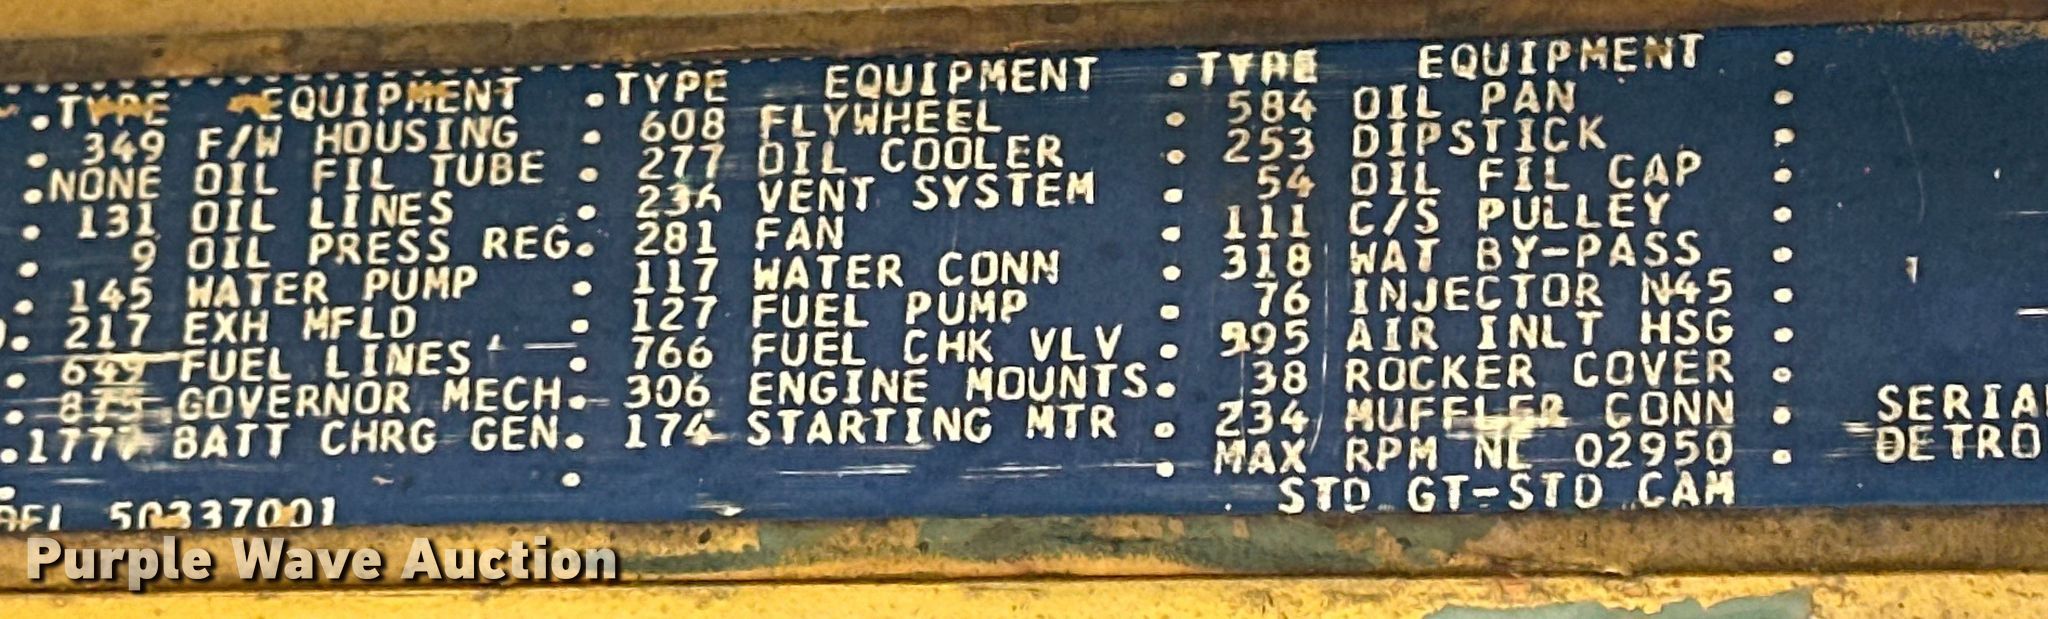 .TYPE EQUIPMENT .TYPE EQUIPMENT .TYPE EQUIPMENT .
. 349 F/W HOUSING . 608 FLYWHEEL . 584 OIL PAN .
.NONE OIL FIL TUBE . 277 OIL COOLER . 253 DIPSTICK .
. 131 OIL LINES . VENT SYSTEM . 54 OIL FIL CAP .
. 9 OIL PRESS REG. 281 FAN . 111 C/S PULLEY .
. 145 WATER PUMP . 117 WATER CONN . 318 WAT BY-PASS .
. 217 EXH MFLD . 127 FUEL PUMP . 76 INJECTOR N45 .
. 649 FUEL LINES . 766 FUEL CHK VLV . 995 AIR INLT HSG .
. 875 GOVERNOR MECH. 306 ENGINE MOUNTS. 38 ROCKER COVER .
.1777 BATT CHRG GEN. 174 STARTING MTR . 234 MUFFLER CONN . SERIA
. . MAX RPM NL 02950 . DETRO
50337001 STD GT-STD CAM
Purple Wave Auction